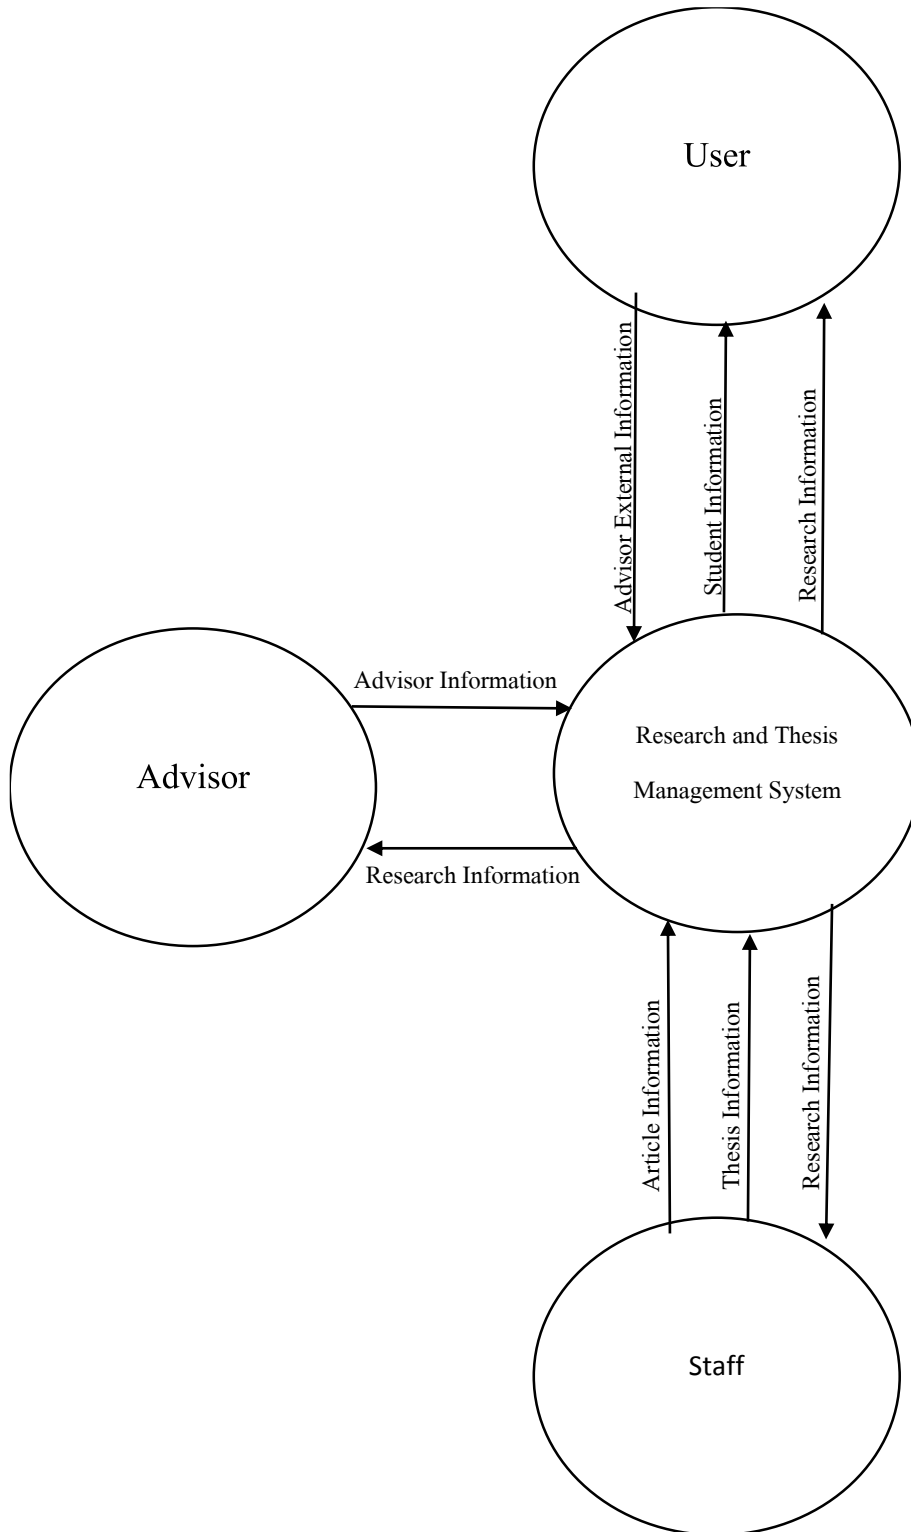 User
Advisor External Information
Student Information
Research Information
Advisor Information
Advisor
Research and Thesis
Management System
Research Information
Article Information
Thesis Information
Research Information
Staff